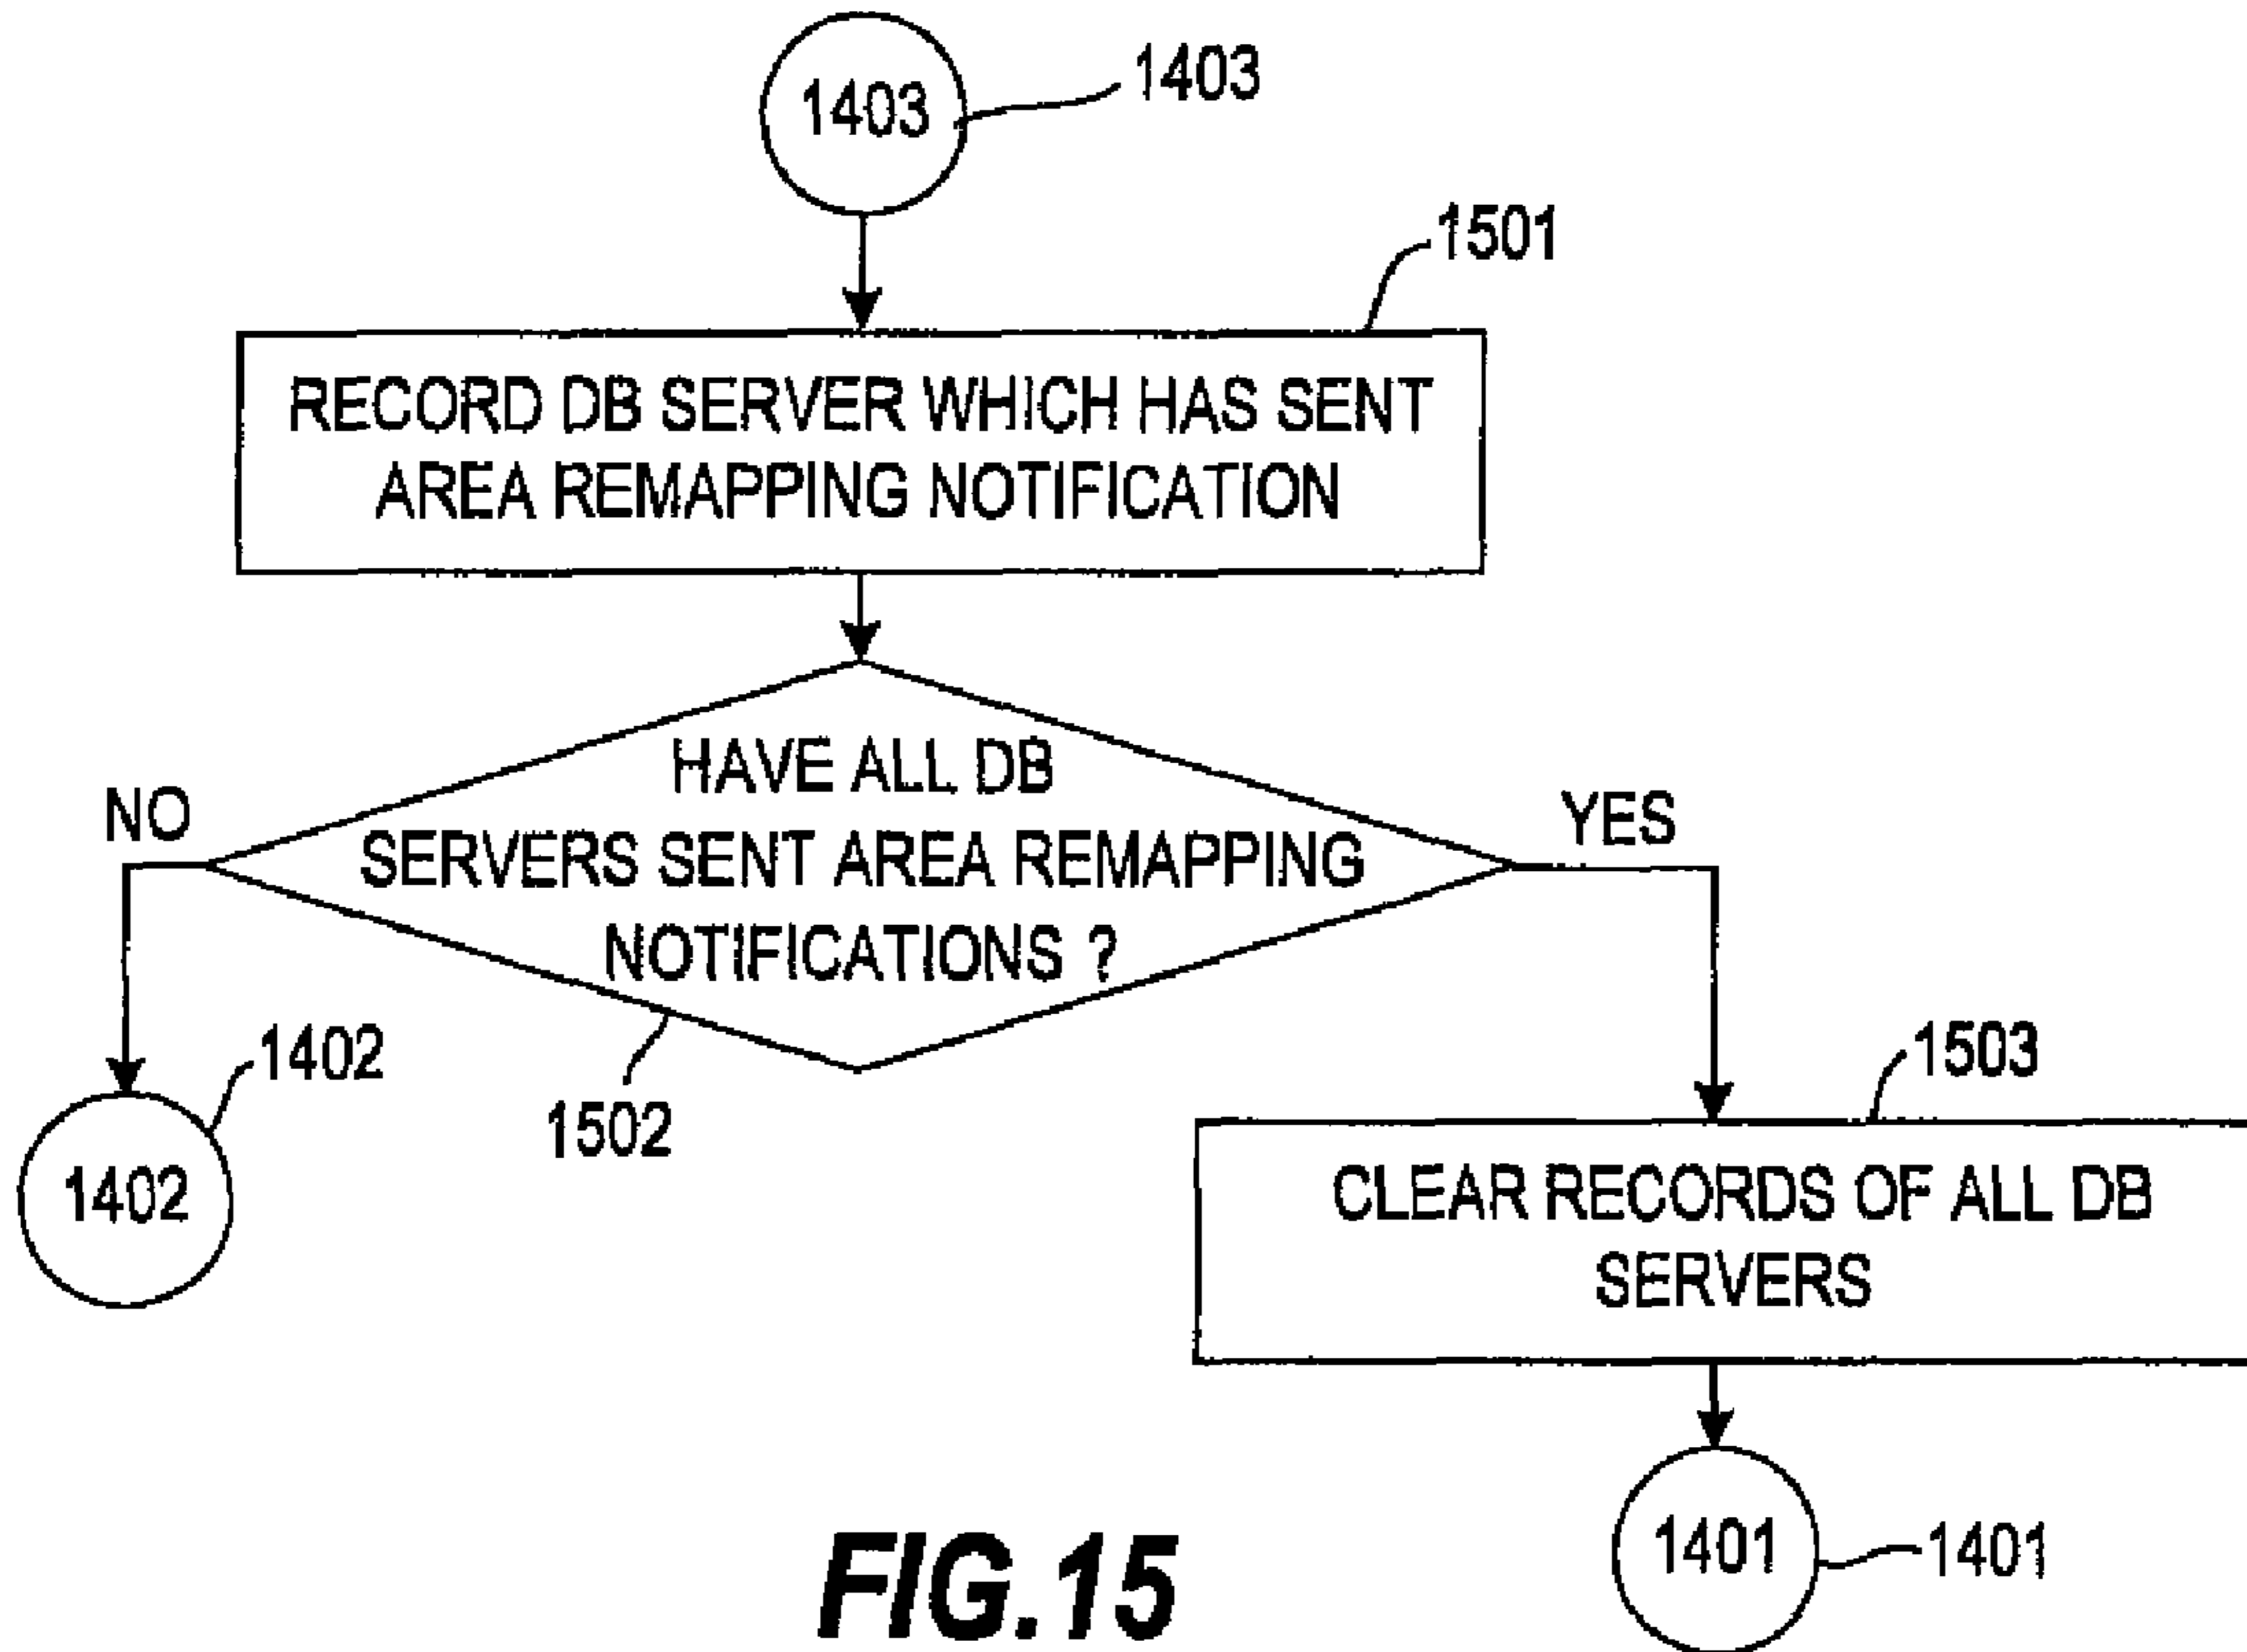 1403
1403
1501
RECORD DB SERVER WHICH HAS SENT
AREA REMAPPING NOTIFICATION
HAVE ALL DB
SERVERS SENT AREA REMAPPING
NOTIFICATIONS ?
NO
YES
1402
1402
1502
1503
CLEAR RECORDS OF ALL DB
SERVERS
1401
1401
FIG.15